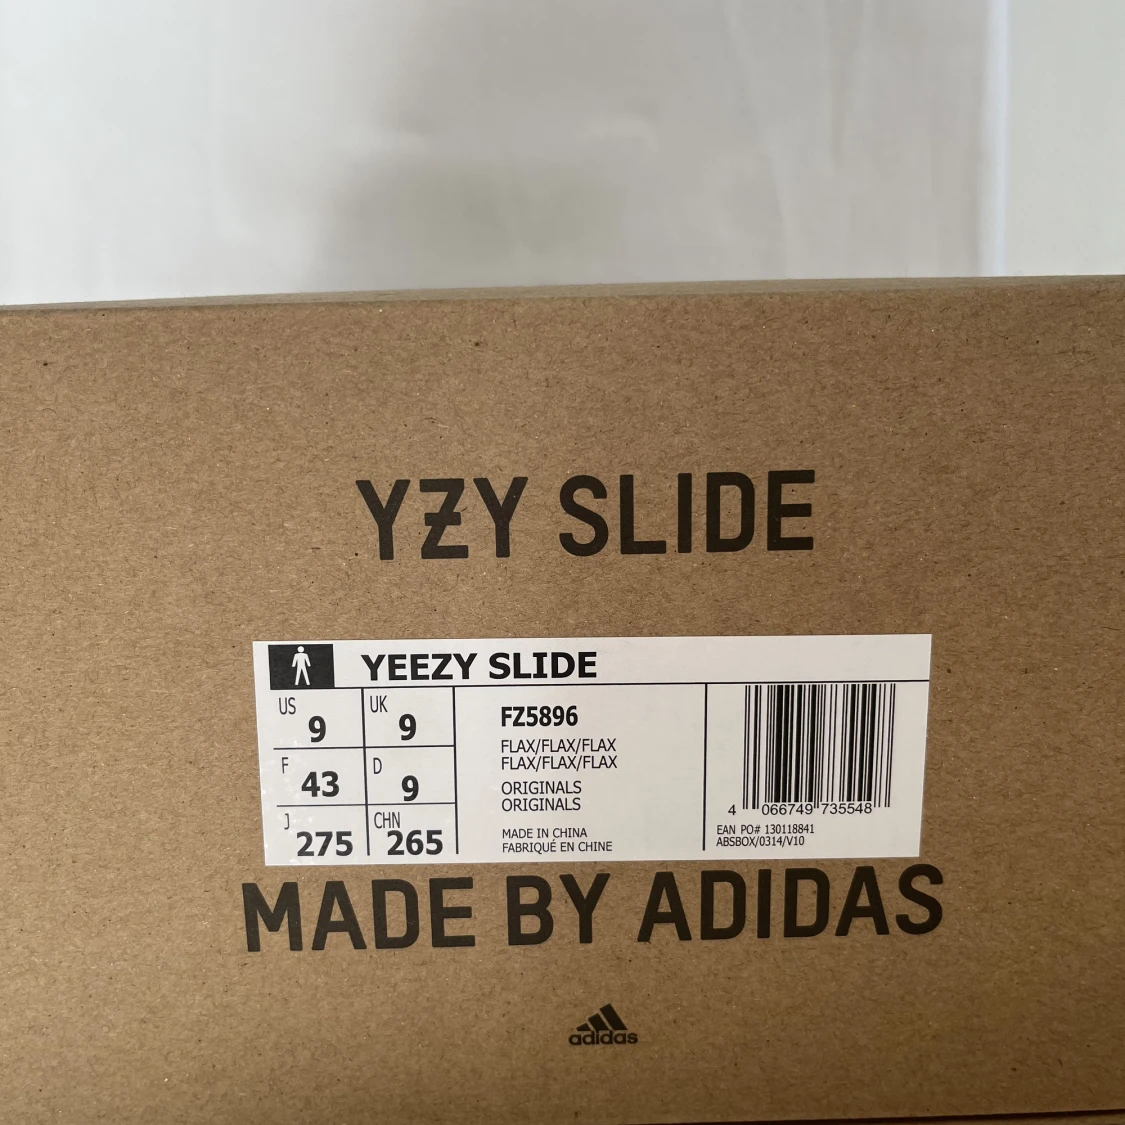 YZY SLIDE
YEEZY SLIDE
US 9 UK 9
F 43 D 9
J 275 CHN 265
FZ5896
FLAX/FLAX/FLAX
FLAX/FLAX/FLAX
ORIGINALS
ORIGINALS
MADE IN CHINA
FABRIQUÉ EN CHINE
4 066749 735548
EAN PO# 130118841
ABSBOX/0314/V10
MADE BY ADIDAS
adidas